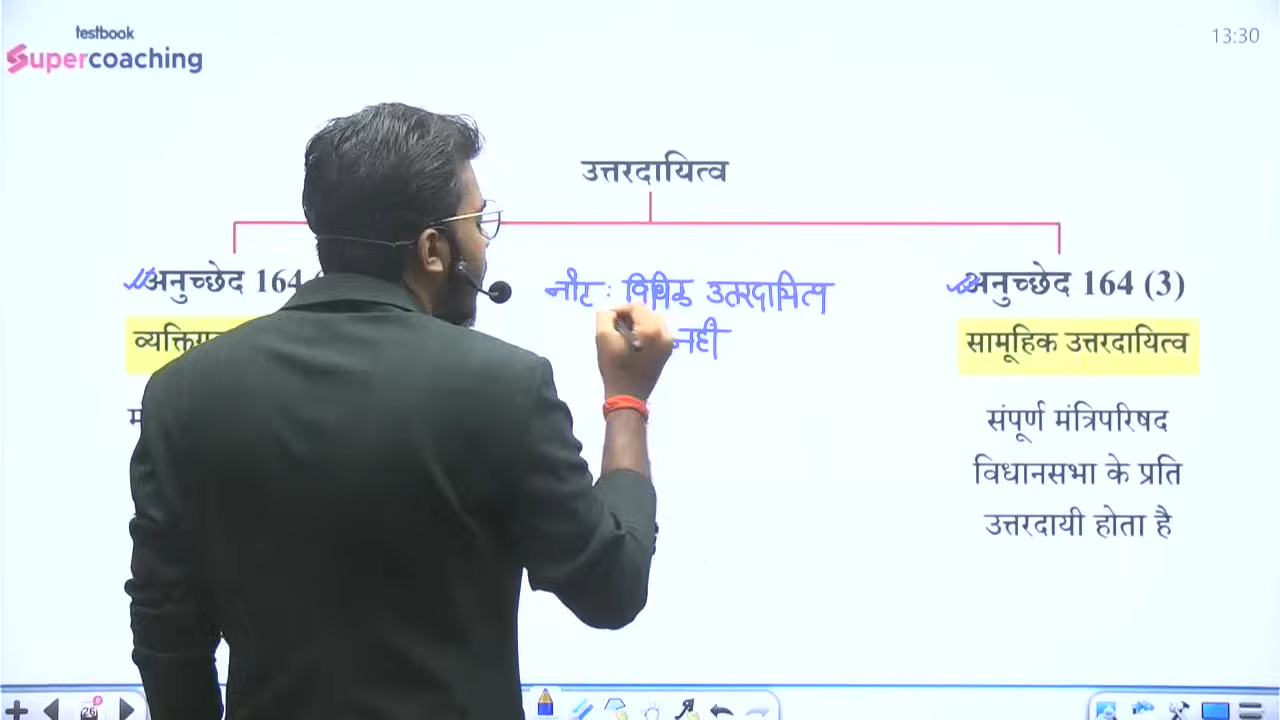 testbook
Supercoaching
13:30
उत्तरदायित्व
अनुच्छेद 164
नोट : विधिक उत्तरदायित्व
नही
अनुच्छेद 164 (3)
सामूहिक उत्तरदायित्व
संपूर्ण मंत्रिपरिषद
विधानसभा के प्रति
उत्तरदायी होता है
26